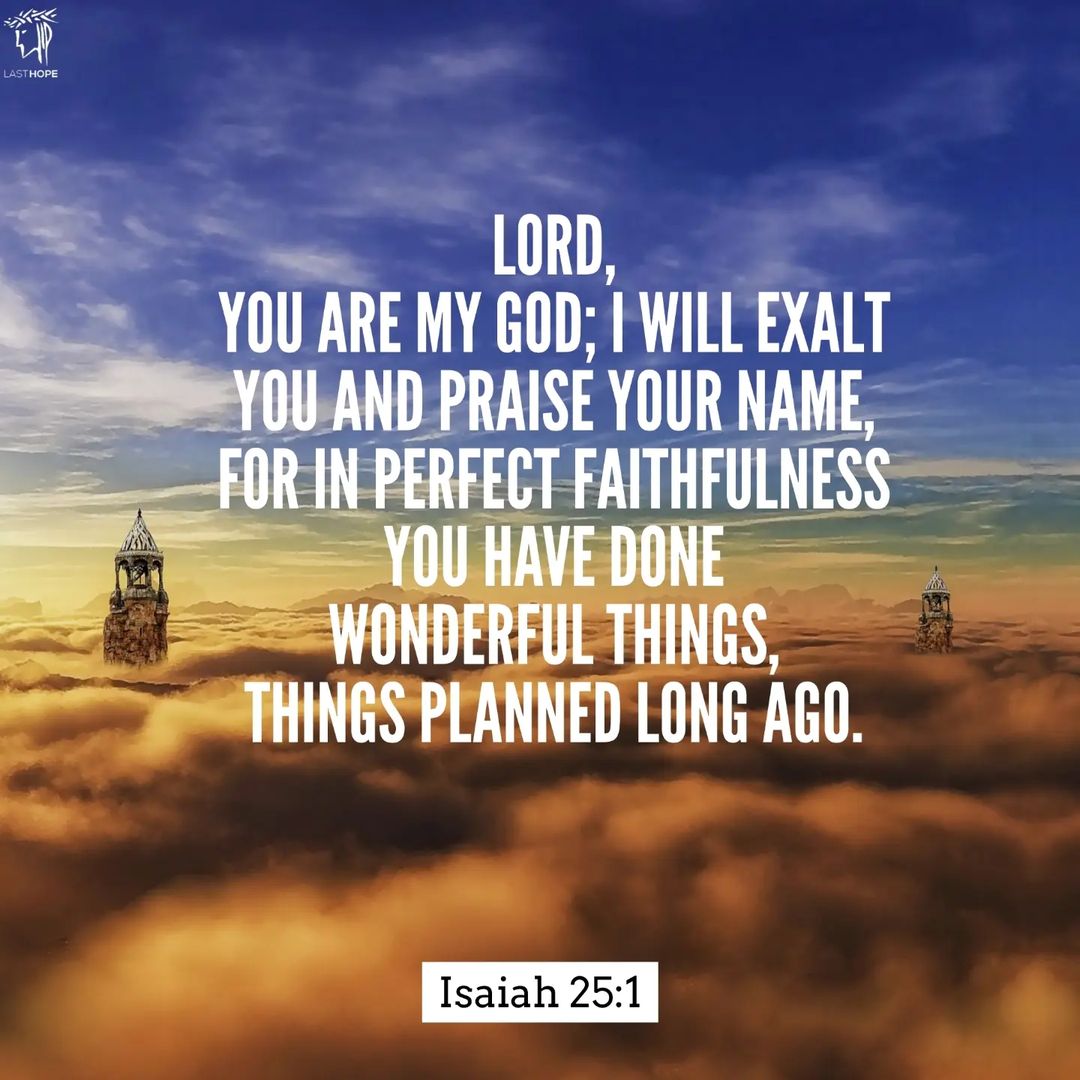 LASTHOPE
LORD,
YOU ARE MY GOD; I WILL EXALT
YOU AND PRAISE YOUR NAME,
FOR IN PERFECT FAITHFULNESS
YOU HAVE DONE
WONDERFUL THINGS,
THINGS PLANNED LONG AGO.
Isaiah 25:1